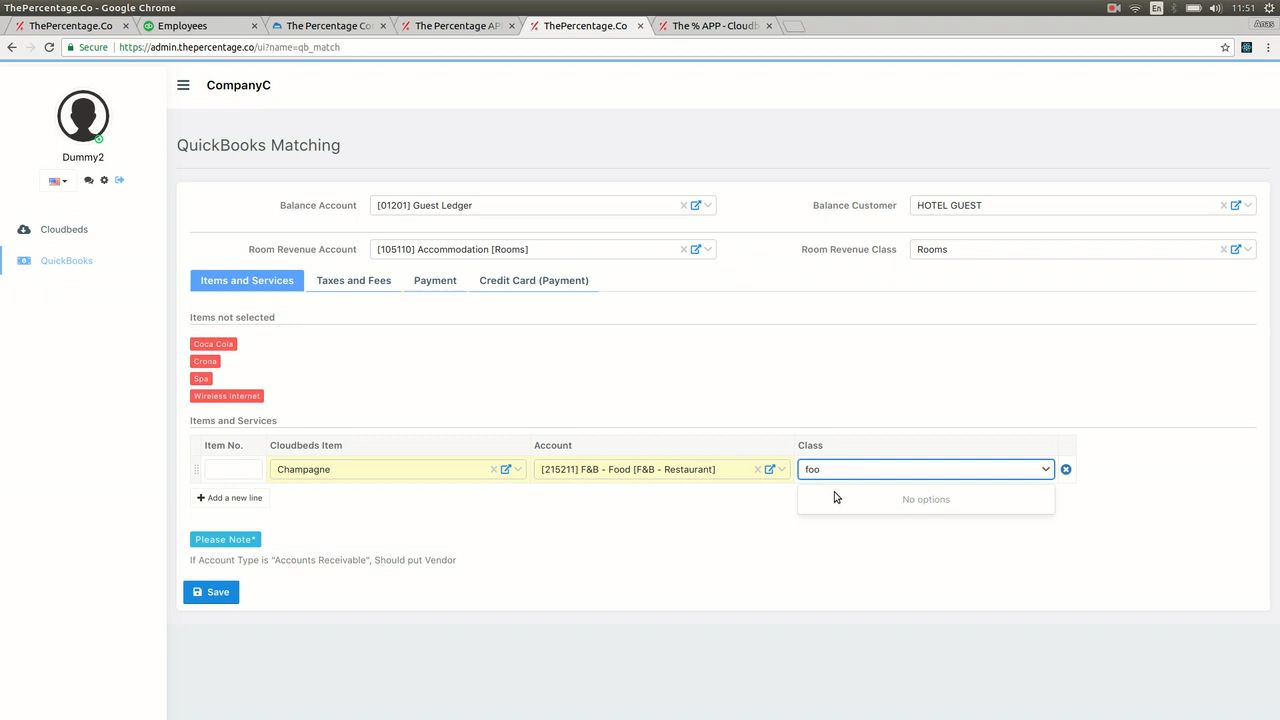 ThePercentage.Co - Google Chrome
En 11:51
ThePercentage.Co Employees The Percentage Co The Percentage AP ThePercentage.Co The % APP - Cloudb Anas
Secure https://admin.thepercentage.co/ui?name=qb_match
CompanyC
Dummy2
Cloudbeds
QuickBooks
QuickBooks Matching
Balance Account [01201] Guest Ledger Balance Customer HOTEL GUEST
Room Revenue Account [105110] Accommodation [Rooms] Room Revenue Class Rooms
Items and Services Taxes and Fees Payment Credit Card (Payment)
Items not selected
Coca Cola
Crona
Spa
Wireless Internet
Items and Services
Item No. Cloudbeds Item Account Class
Champagne [215211] F&B - Food [F&B - Restaurant] foo
No options
Add a new line
Please Note*
If Account Type is "Accounts Receivable", Should put Vendor
Save